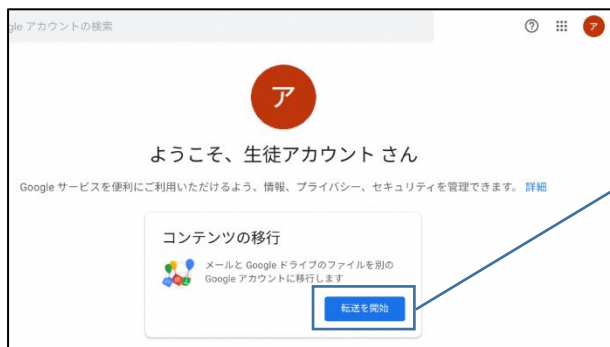 gle アカウントの検索
ア
ア
ようこそ、生徒アカウント さん
Google サービスを便利にご利用いただけるよう、情報、プライバシー、セキュリティを管理できます。 詳細
コンテンツの移行
メールと Google ドライブのファイルを別の
Google アカウントに移行します
転送を開始